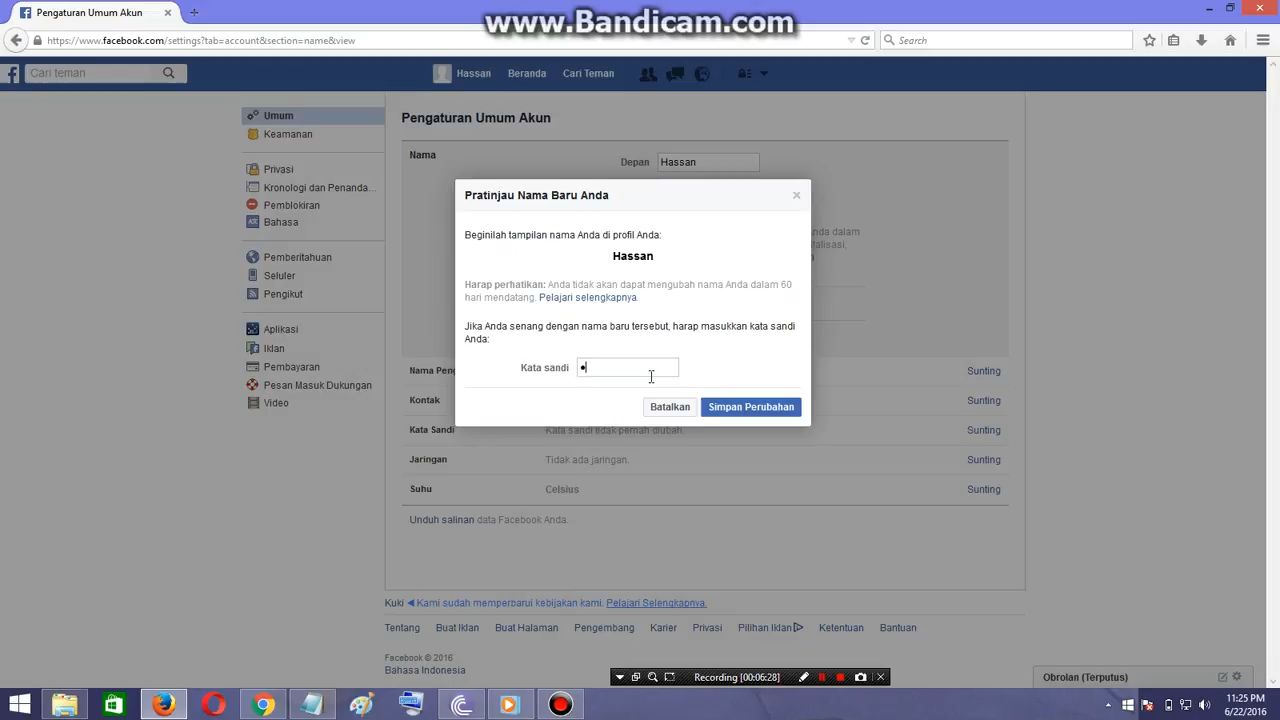 Pengaturan Umum Akun
www.Bandicam.com
https://www.facebook.com/settings?tab=account&section=name&view
Search
Cari teman
Hassan
Beranda
Cari Teman
Umum
Keamanan
Privasi
Kronologi dan Penanda...
Pemblokiran
Bahasa
Pemberitahuan
Seluler
Pengikut
Aplikasi
Iklan
Pembayaran
Pesan Masuk Dukungan
Video
Pengaturan Umum Akun
Nama
Depan
Hassan
Anda dalam
Pratinjau Nama Baru Anda
Beginilah tampilan nama Anda di profil Anda:
Hassan
Harap perhatikan: Anda tidak akan dapat mengubah nama Anda dalam 60
hari mendatang. Pelajari selengkapnya.
Jika Anda senang dengan nama baru tersebut, harap masukkan kata sandi
Anda:
Kata sandi
Batalkan
Simpan Perubahan
Nama Peng
Sunting
Kontak
Sunting
Kata Sandi
Kata sandi tidak pernah diubah.
Sunting
Jaringan
Tidak ada jaringan.
Sunting
Suhu
Celsius
Sunting
Unduh salinan data Facebook Anda.
Kuki ◄ Kami sudah memperbarui kebijakan kami. Pelajari Selengkapnya.
Tentang
Buat Iklan
Buat Halaman
Pengembang
Karier
Privasi
Pilihan Iklan
Ketentuan
Bantuan
Facebook © 2016
Bahasa Indonesia
Recording [00:06:28]
Obrolan (Terputus)
11:25 PM
6/22/2016